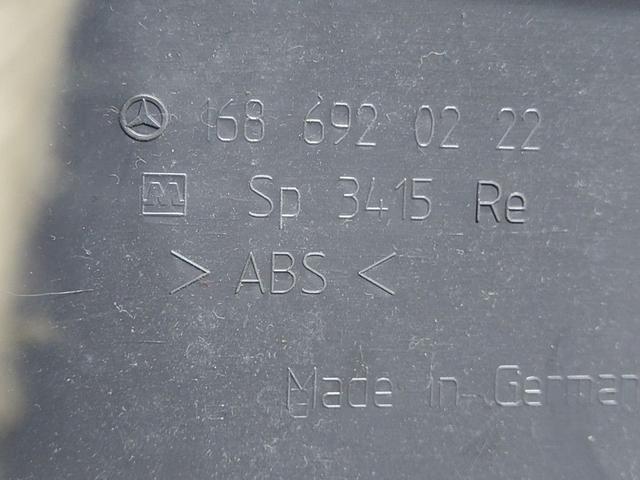 168 692 02 22
M Sp 3415 Re
> ABS <
Made in German